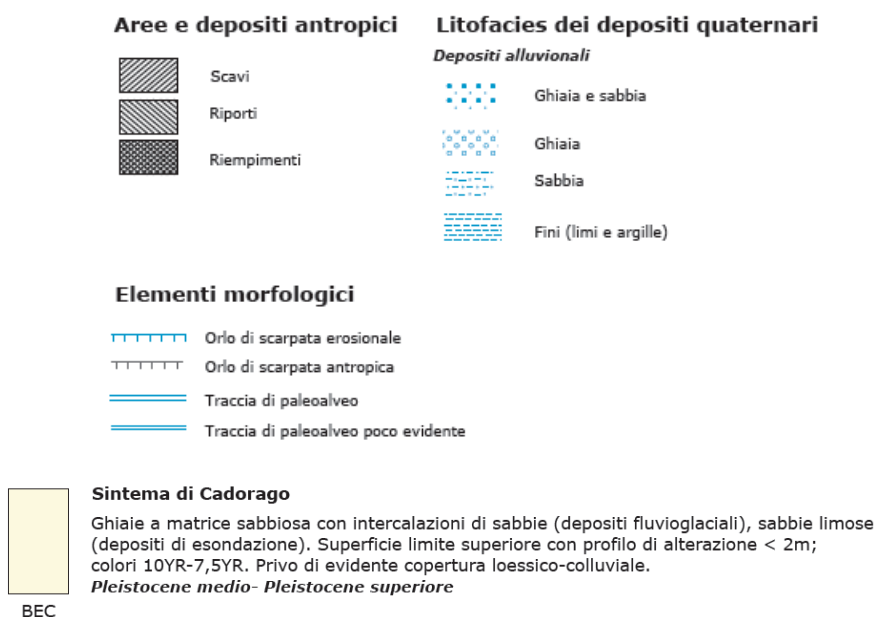 Aree e depositi antropici
Scavi
Riporti
Riempimenti
Litofacies dei depositi quaternari
Depositi alluvionali
Ghiaia e sabbia
Ghiaia
Sabbia
Fini (limi e argille)
Elementi morfologici
Orlo di scarpata erosionale
Orlo di scarpata antropica
Traccia di paleoalveo
Traccia di paleoalveo poco evidente
Sintema di Cadorago
Ghiaie a matrice sabbiosa con intercalazioni di sabbie (depositi fluvioglaciali), sabbie limose
(depositi di esondazione). Superficie limite superiore con profilo di alterazione < 2m;
colori 10YR-7,5YR. Privo di evidente copertura loessico-colluviale.
Pleistocene medio- Pleistocene superiore
BEC